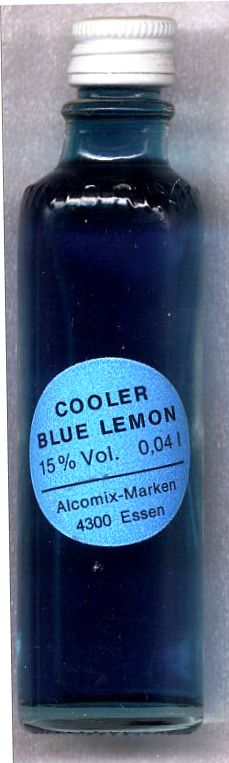 COOLER
BLUE LEMON
15% Vol. 0,04 l
Alcomix-Marken
4300 Essen